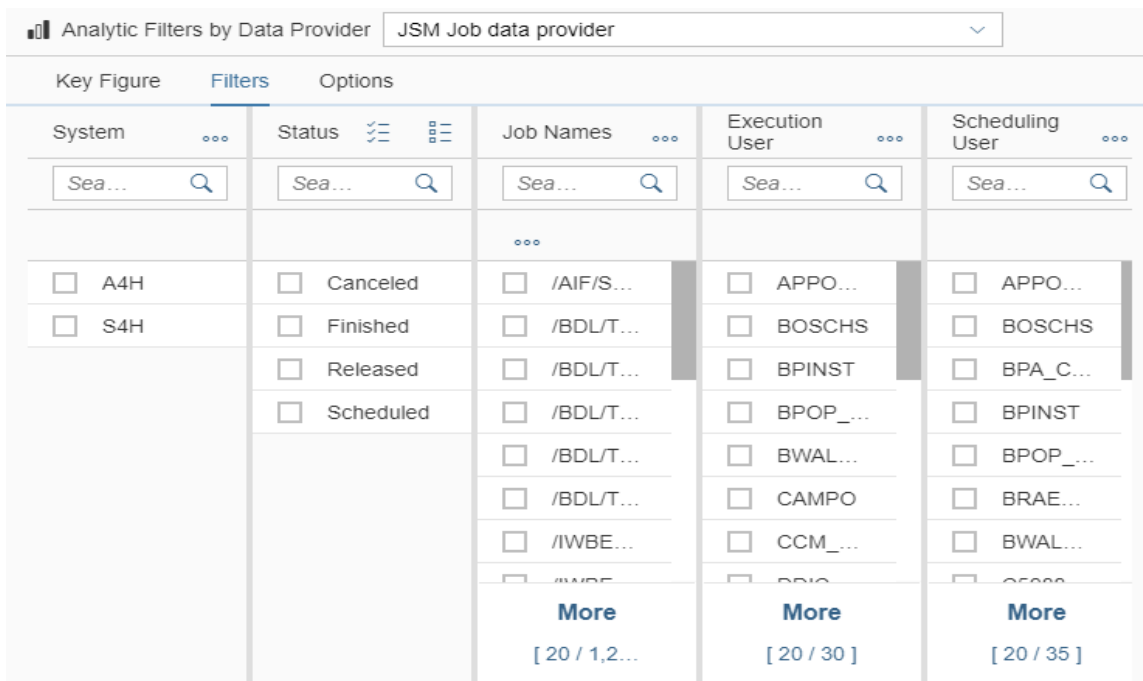 Analytic Filters by Data Provider JSM Job data provider
Key Figure Filters Options
System Status Job Names Execution User Scheduling User
Sea... Sea... Sea... Sea... Sea...
A4H Canceled /AIF/S... APPO... APPO...
S4H Finished /BDL/T... BOSCHS BOSCHS
Released /BDL/T... BPINST BPA_C...
Scheduled /BDL/T... BPOP_... BPINST
/BDL/T... BWAL... BPOP_...
/BDL/T... CAMPO BRAE...
/IWBE... CCM_... BWAL...
More More More
[ 20 / 1,2... [ 20 / 30 ] [ 20 / 35 ]